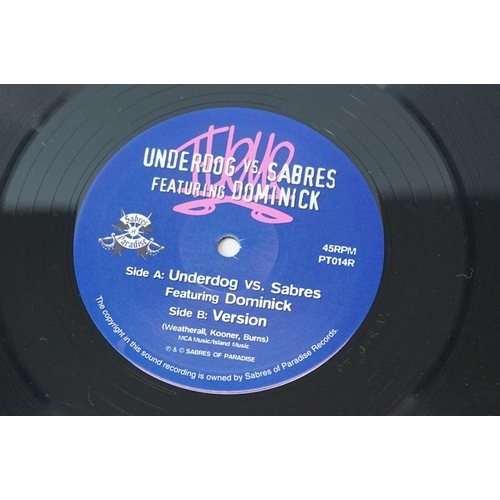 UNDERDOG VS. SABRES
FEATURING DOMINICK
Sabres
of
Paradise
45RPM
PT014R
Side A: Underdog vs. Sabres
Featuring Dominick
Side B: Version
(Weatherall, Kooner, Burns)
MCA Music/Island Music
℗ & © SABRES OF PARADISE
The copyright in this sound recording is owned by Sabres of Paradise Records.